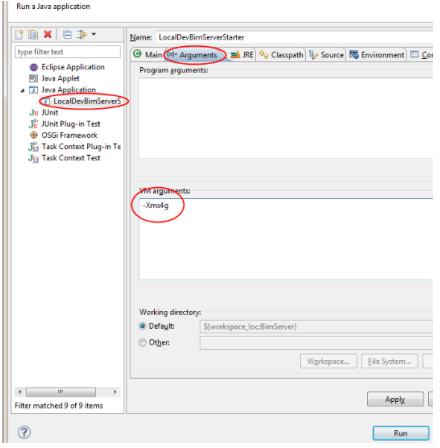 Run a Java application
Name: LocalDevBimServerStarter
type filter text
Main (x)= Arguments JRE Classpath Source Environment
Program arguments:
Eclipse Application
Java Applet
Java Application
LocalDevBimServerS
JUnit
JUnit Plug-in Test
OSGi Framework
Task Context Plug-in Te
Task Context Test
VM arguments:
-Xmx4g
Working directory:
Default: ${workspace_loc:BimServer}
Other:
Workspace... File System...
Filter matched 9 of 9 items
Apply
?
Run